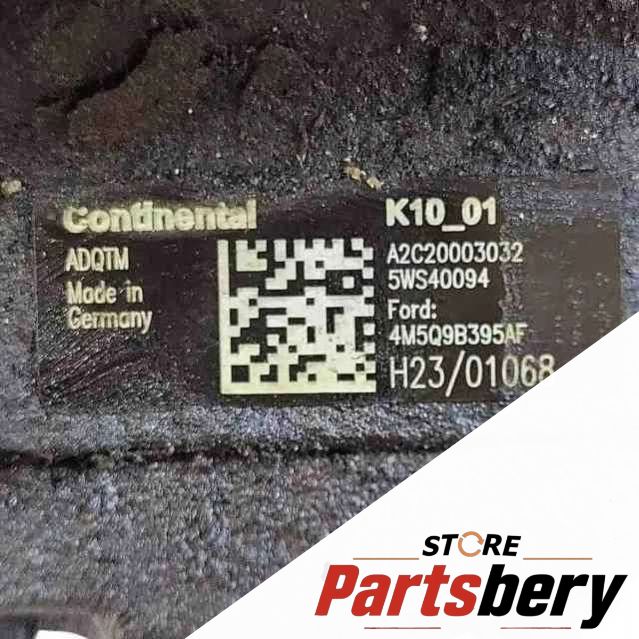 Continental
ADQTM
Made in
Germany
K10_01
A2C20003032
5WS40094
Ford:
4M5Q9B395AF
H23/01068
STORE
Partsbery